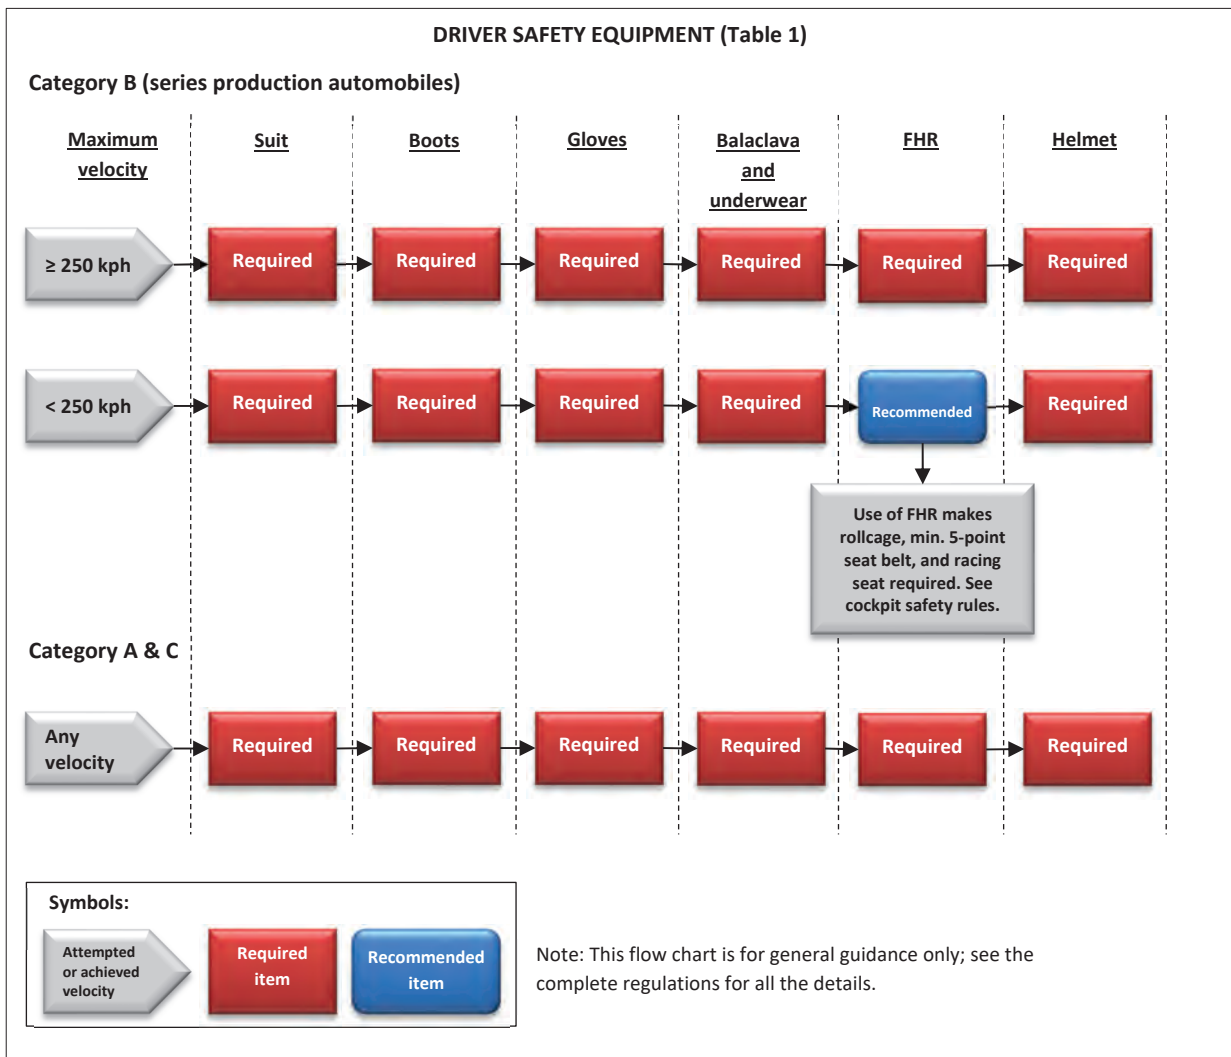 DRIVER SAFETY EQUIPMENT (Table 1)
Category B (series production automobiles)
Maximum
velocity
Suit
Boots
Gloves
Balaclava
and
underwear
FHR
Helmet
≥ 250 kph
Required
Required
Required
Required
Required
Required
< 250 kph
Required
Required
Required
Required
Recommended
Required
Use of FHR makes
rollcage, min. 5-point
seat belt, and racing
seat required. See
cockpit safety rules.
Category A & C
Any
velocity
Required
Required
Required
Required
Required
Required
Symbols:
Attempted
or achieved
velocity
Required
item
Recommended
item
Note: This flow chart is for general guidance only; see the
complete regulations for all the details.